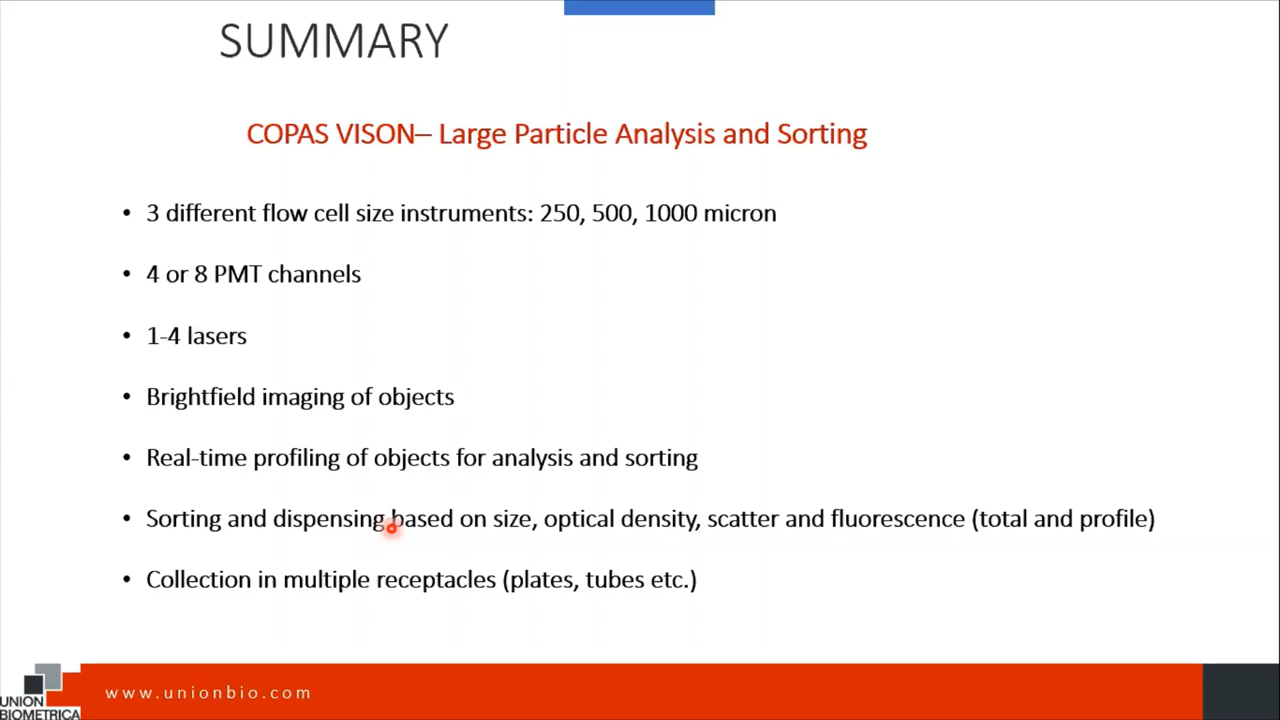 SUMMARY
COPAS VISON– Large Particle Analysis and Sorting
• 3 different flow cell size instruments: 250, 500, 1000 micron
• 4 or 8 PMT channels
• 1-4 lasers
• Brightfield imaging of objects
• Real-time profiling of objects for analysis and sorting
• Sorting and dispensing based on size, optical density, scatter and fluorescence (total and profile)
• Collection in multiple receptacles (plates, tubes etc.)
UNION
BIOMETRICA
www.unionbio.com